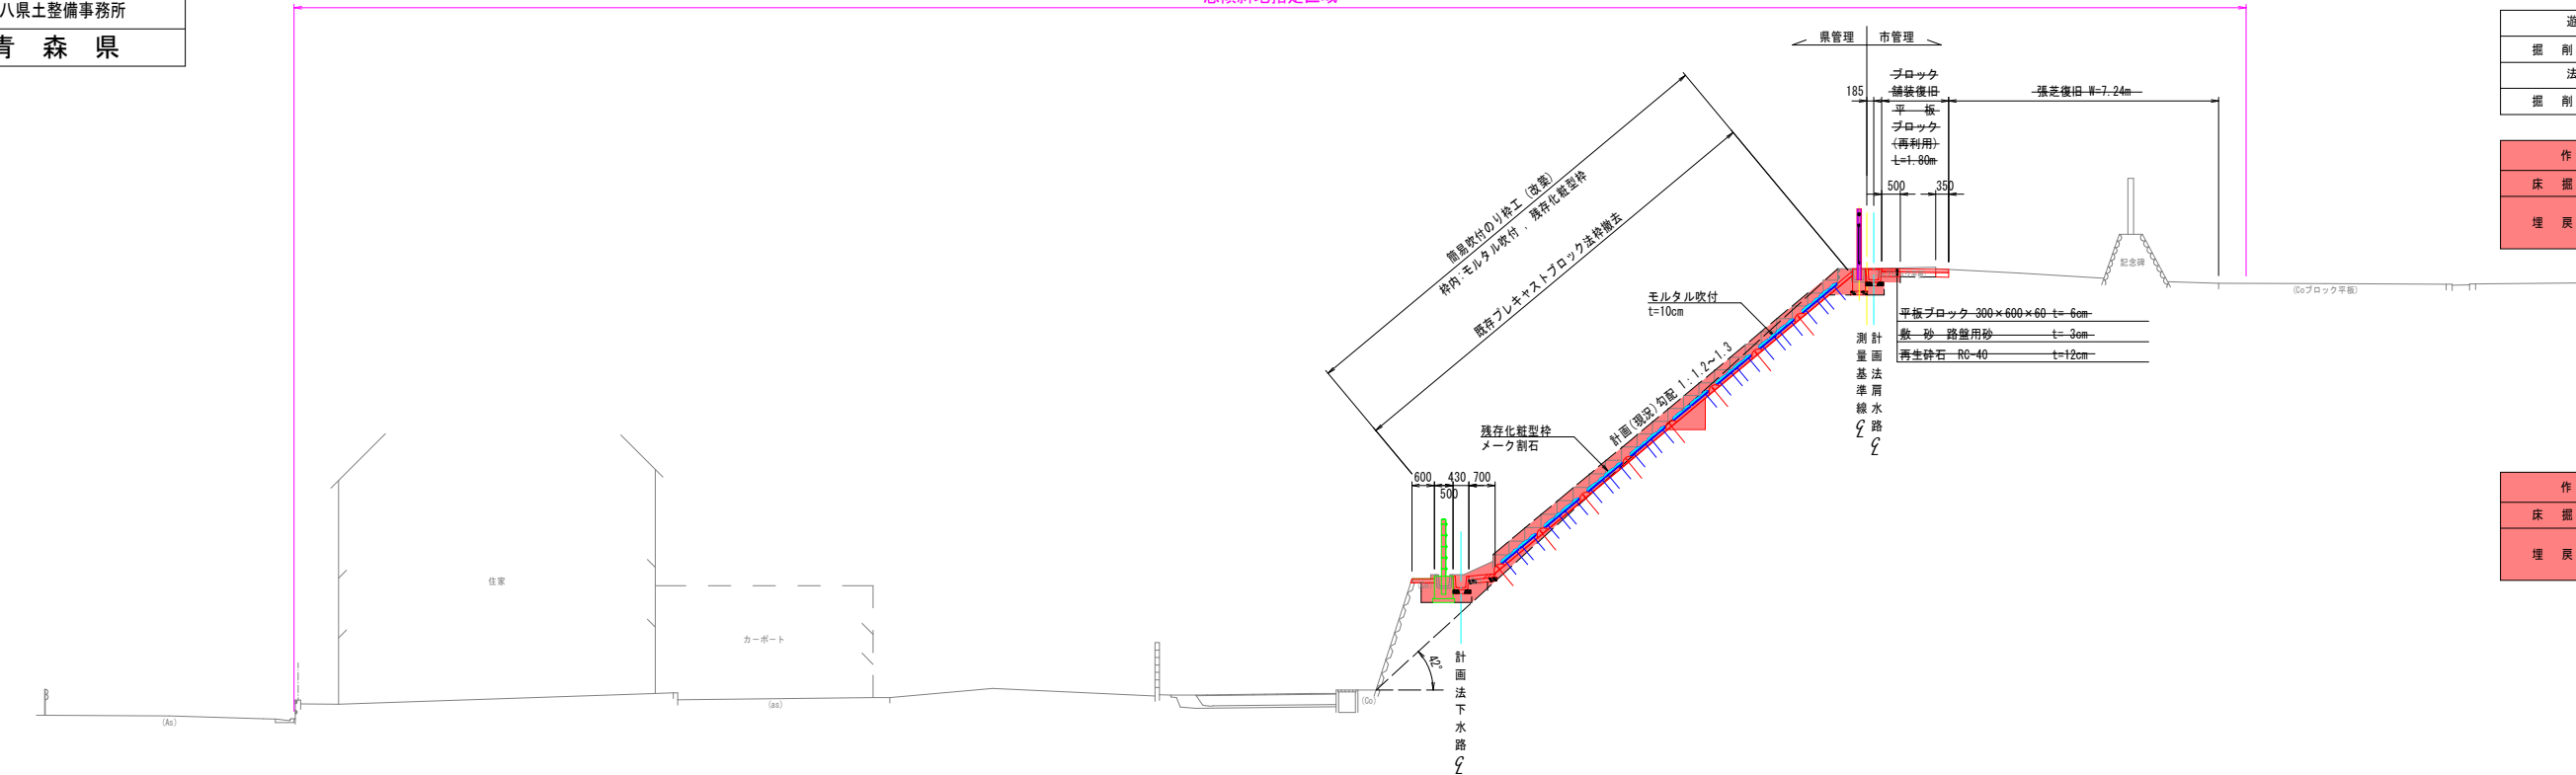 八県土整備事務所
青 森 県
急傾斜地指定区域
県管理 市管理
185
ブロック
舗装復旧
平 板
ブロック
(再利用)
L=1.80m
張芝復旧 W=7.24m
500
350
簡易吹付のり枠工（改築）
枠内：モルタル吹付 , 残存化粧型枠
既存プレキャストブロック法枠撤去
モルタル吹付
t=10cm
計画(現況)勾配 1：1.2～1.3
残存化粧型枠
メーク割石
600 430 700
500
記念碑
(Coブロック平板)
平板ブロック 300×600×60 t= 6cm
敷 砂 路盤用砂 t= 3cm
再生砕石 RC-40 t=12cm
測量基準線
計画法肩水路
計画法下水路
42°
住家
カーポート
(As)
(as)
(Co)
掘 削
法
掘 削
作
床 掘
埋 戻
作
床 掘
埋 戻